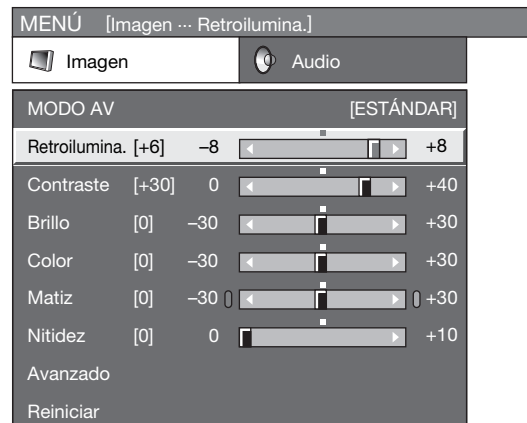 MENÚ [Imagen ··· Retroilumina.]
Imagen Audio
MODO AV [ESTÁNDAR]
Retroilumina. [+6] –8 +8
Contraste [+30] 0 +40
Brillo [0] –30 +30
Color [0] –30 +30
Matiz [0] –30 +30
Nitidez [0] 0 +10
Avanzado
Reiniciar